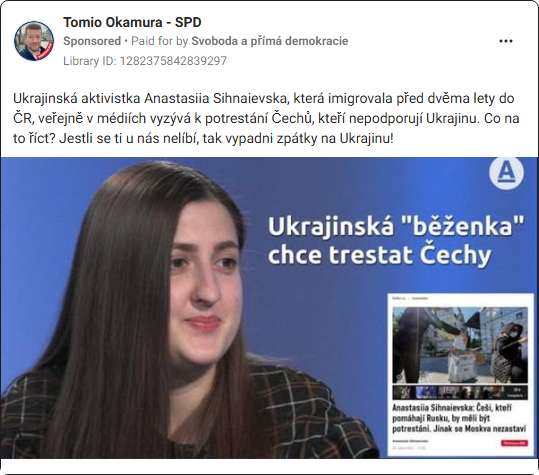 Tomio Okamura - SPD
Sponsored • Paid for by Svoboda a přímá demokracie
Library ID: 1282375842839297
Ukrajinská aktivistka Anastasiia Sihnaievska, která imigrovala před dvěma lety do
ČR, veřejně v médiích vyzývá k potrestání Čechů, kteří nepodporují Ukrajinu. Co na
to říct? Jestli se ti u nás nelíbí, tak vypadni zpátky na Ukrajinu!
Ukrajinská "běženka"
chce trestat Čechy
Anastasiia Sihnaievska: Češi, kteří
pomáhají Rusku, by měli být
potrestáni. Jinak se Moskva nezastaví